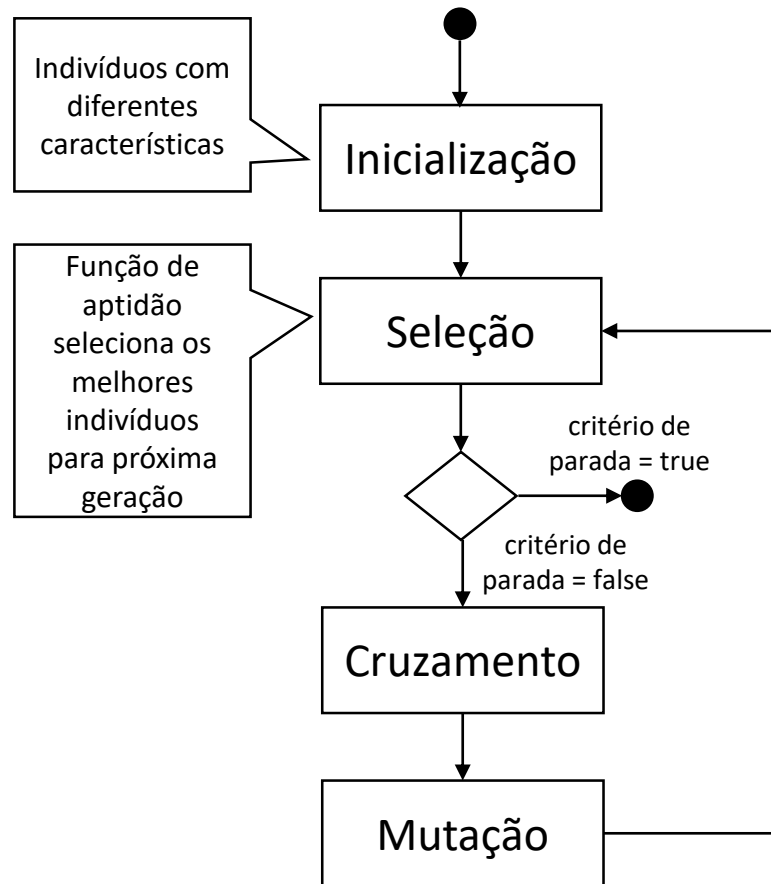 Indivíduos com
diferentes
característícas
Inicialização
Função de
aptidão
seleciona os
melhores
indivíduos
para próxima
geração
Seleção
critério de
parada = true
critério de
parada = false
Cruzamento
Mutação